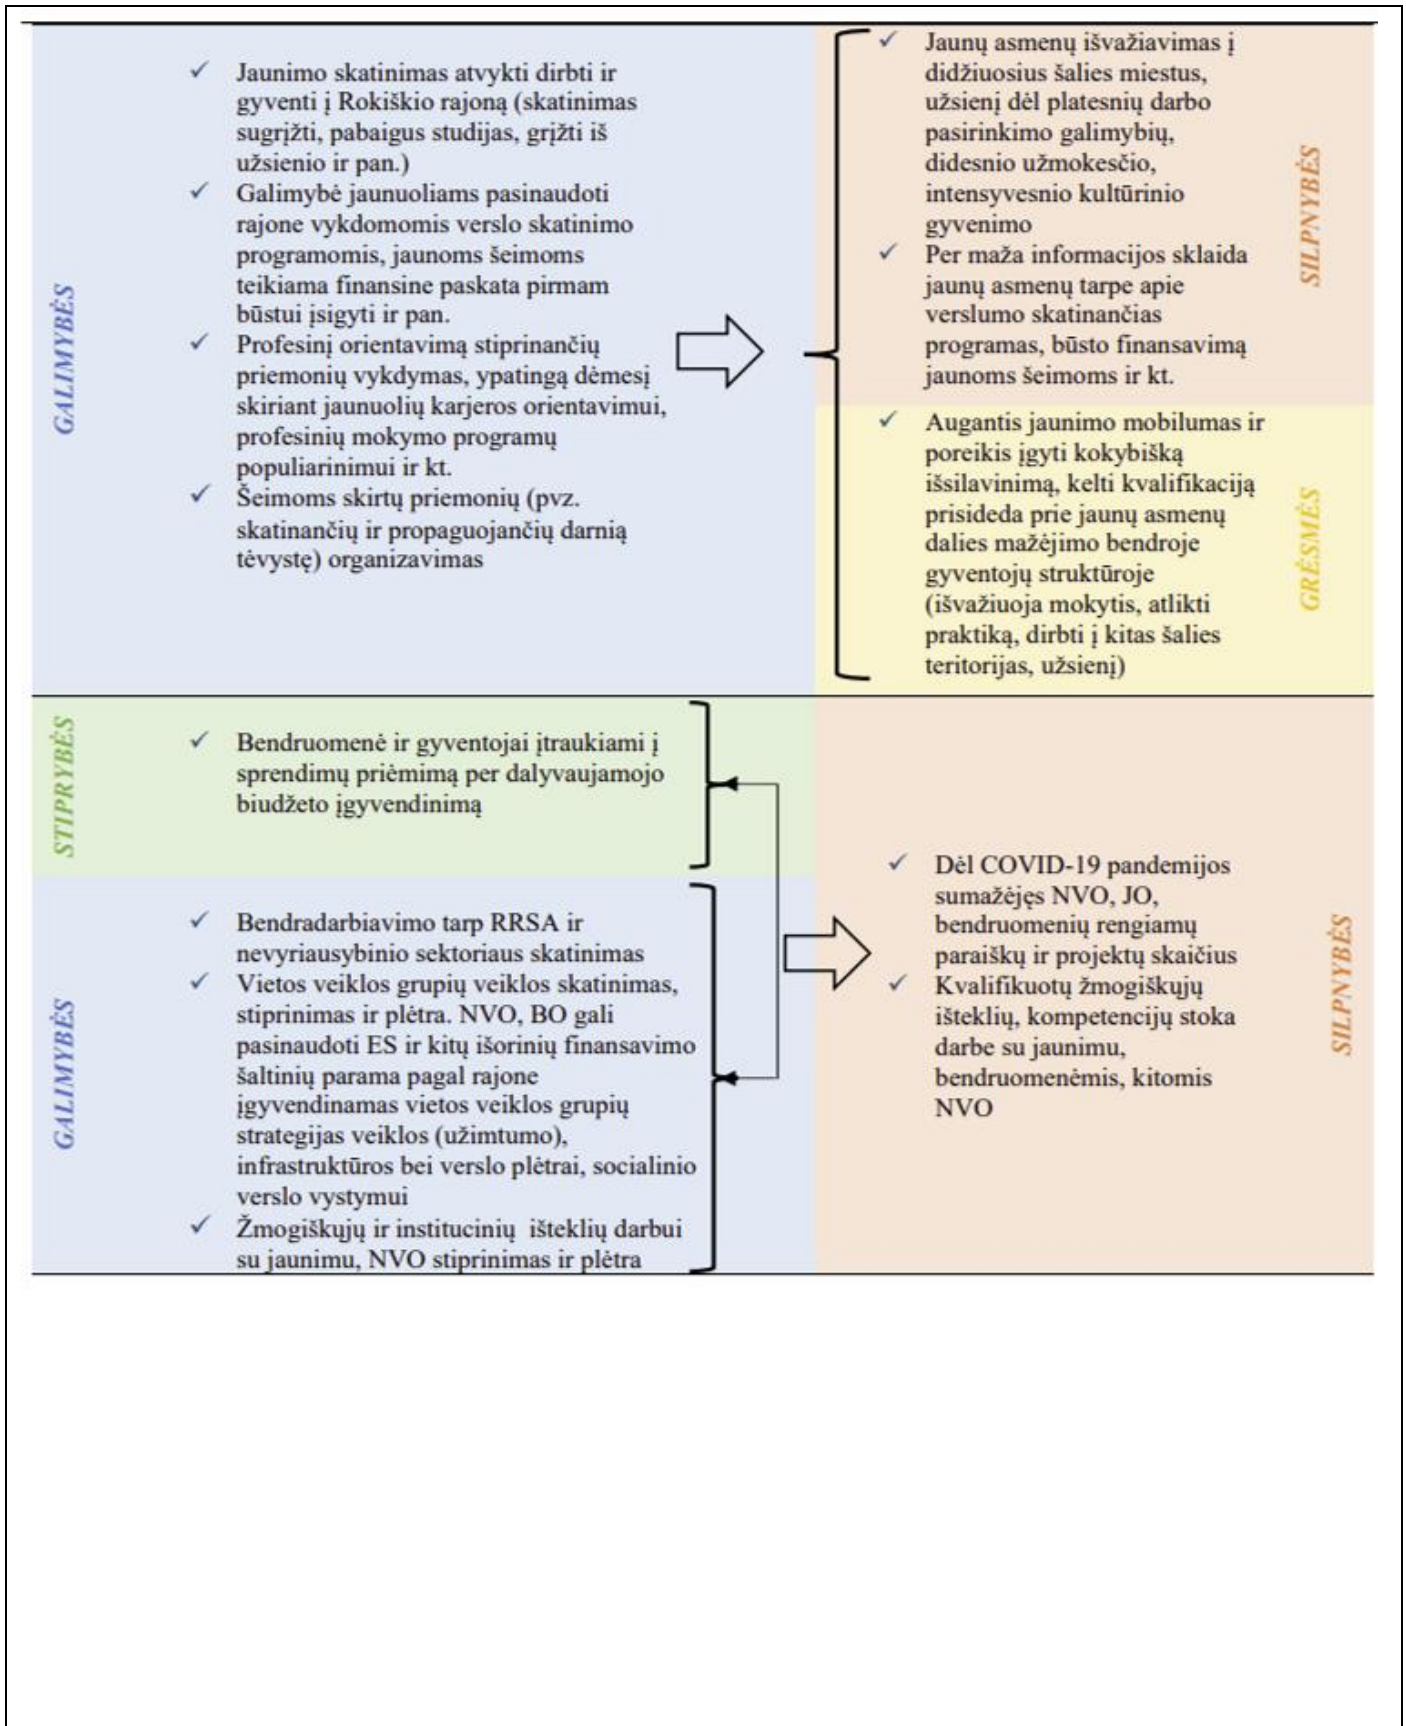 GALIMYBĖS
Jaunimo skatinimas atvykti dirbti ir
gyventi į Rokiškio rajoną (skatinimas
sugrįžti, pabaigus studijas, grįžti iš
užsienio ir pan.)
Galimybė jaunuoliams pasinaudoti
rajone vykdomomis verslo skatinimo
programomis, jaunoms šeimoms
teikiama finansine paskata pirmam
būstui įsigyti ir pan.
Profesinį orientavimą stiprinančių
priemonių vykdymas, ypatingą dėmesį
skiriant jaunuolių karjeros orientavimui,
profesinių mokymo programų
populiarinimui ir kt.
Šeimoms skirtų priemonių (pvz.
skatinančių ir propaguojančių darnią
tėvystę) organizavimas
Jaunų asmenų išvažiavimas į
didžiuosius šalies miestus,
užsienį dėl platesnių darbo
pasirinkimo galimybių,
didesnio užmokesčio,
intensyvesnio kultūrinio
gyvenimo
Per maža informacijos sklaida
jaunų asmenų tarpe apie
verslumo skatinančias
programas, būsto finansavimą
jaunoms šeimoms ir kt.
SILPNYBĖS
Augantis jaunimo mobilumas ir
poreikis įgyti kokybišką
išsilavinimą, kelti kvalifikaciją
prisideda prie jaunų asmenų
dalies mažėjimo bendroje
gyventojų struktūroje
(išvažiuoja mokytis, atlikti
praktiką, dirbti į kitas šalies
teritorijas, užsienį)
GRĖSMĖS
STIPRYBĖS
Bendruomenė ir gyventojai įtraukiami į
sprendimų priėmimą per dalyvaujamojo
biudžeto įgyvendinimą
GALIMYBĖS
Bendradarbiavimo tarp RRSA ir
nevyriausybinio sektoriaus skatinimas
Vietos veiklos grupių veiklos skatinimas,
stiprinimas ir plėtra. NVO, BO gali
pasinaudoti ES ir kitų išorinių finansavimo
šaltinių parama pagal rajone
įgyvendinamas vietos veiklos grupių
strategijas veiklos (užimtumo),
infrastruktūros bei verslo plėtrai, socialinio
verslo vystymui
Žmogiškųjų ir institucinių išteklių darbui
su jaunimu, NVO stiprinimas ir plėtra
Dėl COVID-19 pandemijos
sumažėjęs NVO, JO,
bendruomenių rengiamų
paraiškų ir projektų skaičius
Kvalifikuotų žmogiškųjų
išteklių, kompetencijų stoka
darbe su jaunimu,
bendruomenėmis, kitomis
NVO
SILPNYBĖS